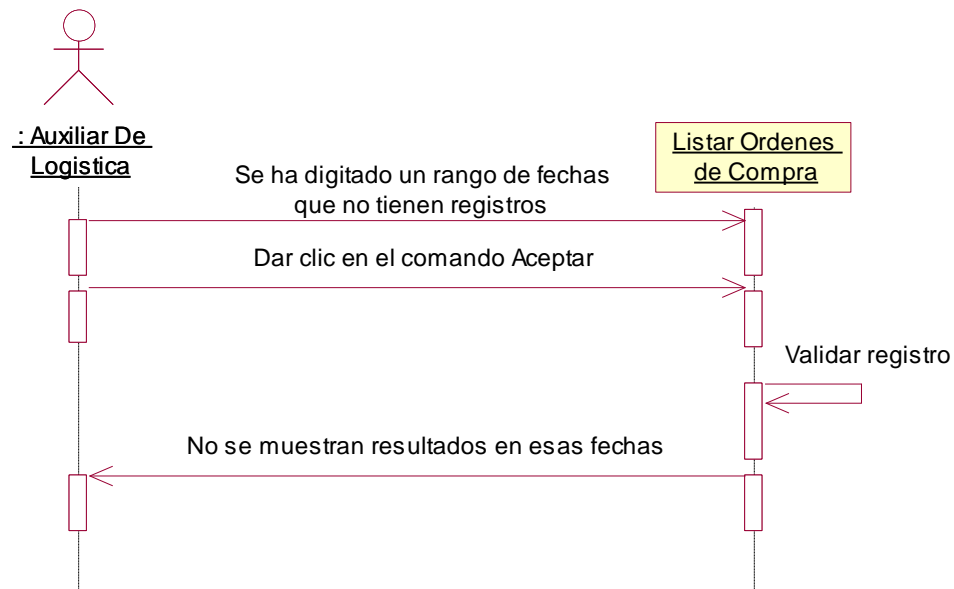 : Auxiliar De
Logistica
Listar Ordenes
de Compra
Se ha digitado un rango de fechas
que no tienen registros
Dar clic en el comando Aceptar
Validar registro
No se muestran resultados en esas fechas